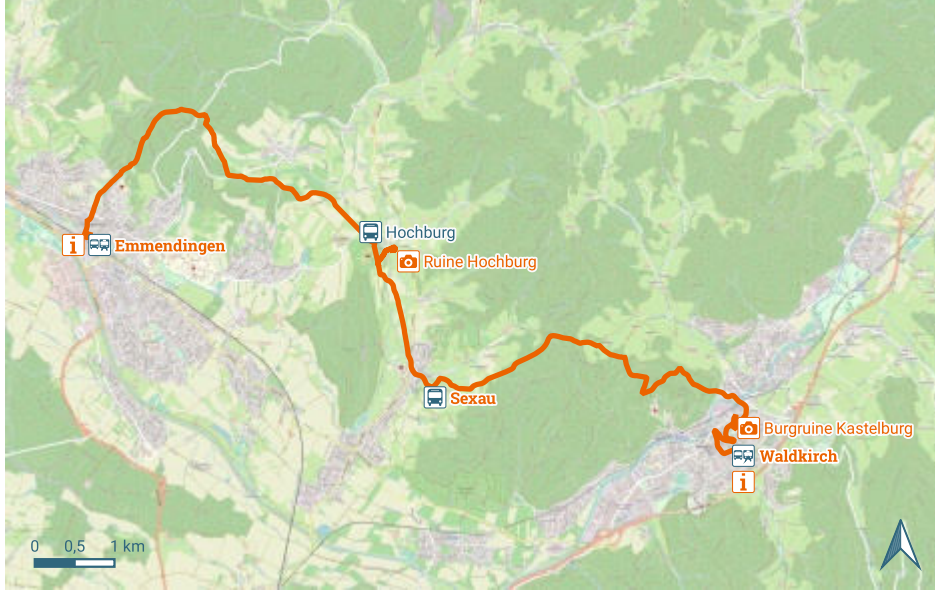 Hochburg
i
Emmendingen
Ruine Hochburg
Sexau
Burgruine Kastelburg
Waldkirch
i
0 0,5 1 km